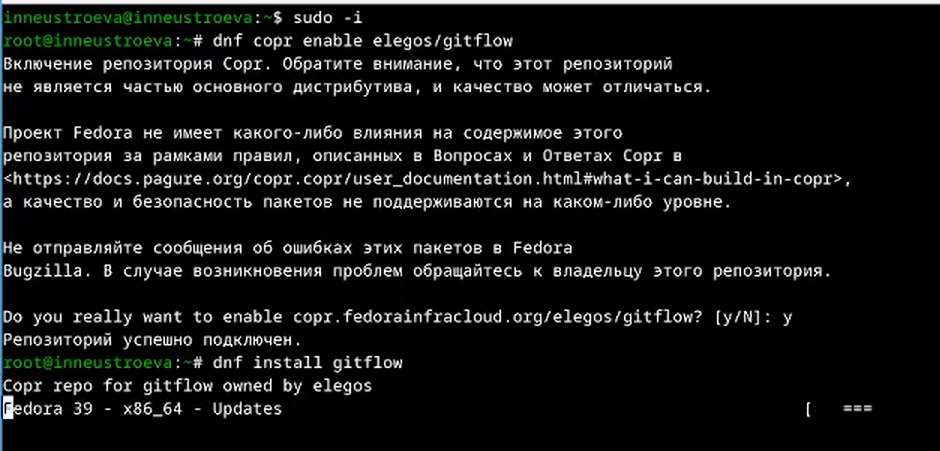 inneustroeva@inneustroeva:~$ sudo -i
root@inneustroeva:~# dnf copr enable elegos/gitflow
Включение репозитория Copr. Обратите внимание, что этот репозиторий
не является частью основного дистрибутива, и качество может отличаться.
Проект Fedora не имеет какого-либо влияния на содержимое этого
репозитория за рамками правил, описанных в Вопросах и Ответах Copr в
<https://docs.pagure.org/copr.copr/user_documentation.html#what-i-can-build-in-copr>,
а качество и безопасность пакетов не поддерживаются на каком-либо уровне.
Не отправляйте сообщения об ошибках этих пакетов в Fedora
Bugzilla. В случае возникновения проблем обращайтесь к владельцу этого репозитория.
Do you really want to enable copr.fedorainfracloud.org/elegos/gitflow? [y/N]: y
Репозиторий успешно подключен.
root@inneustroeva:~# dnf install gitflow
Copr repo for gitflow owned by elegos
Fedora 39 - x86_64 - Updates [ ===